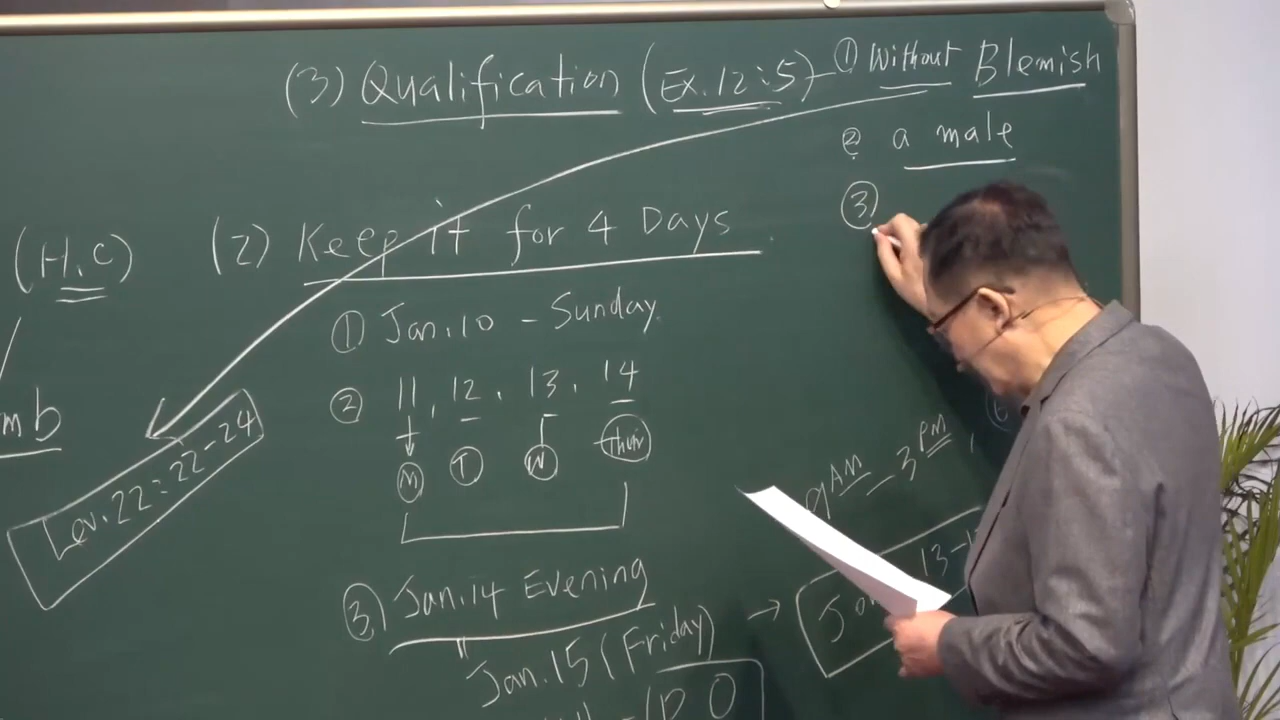 (3) Qualification (Ex.12:5) - ① Without Blemish
② a male
③
(H.C)
(2) Keep it for 4 Days.
① Jan.10 - Sunday.
② 11, 12, 13, 14
M T W Thur
mb
Lev.22:22-24
9AM - 3PM,
③ Jan.14 Evening
" Jan.15 (Friday) →
13-1